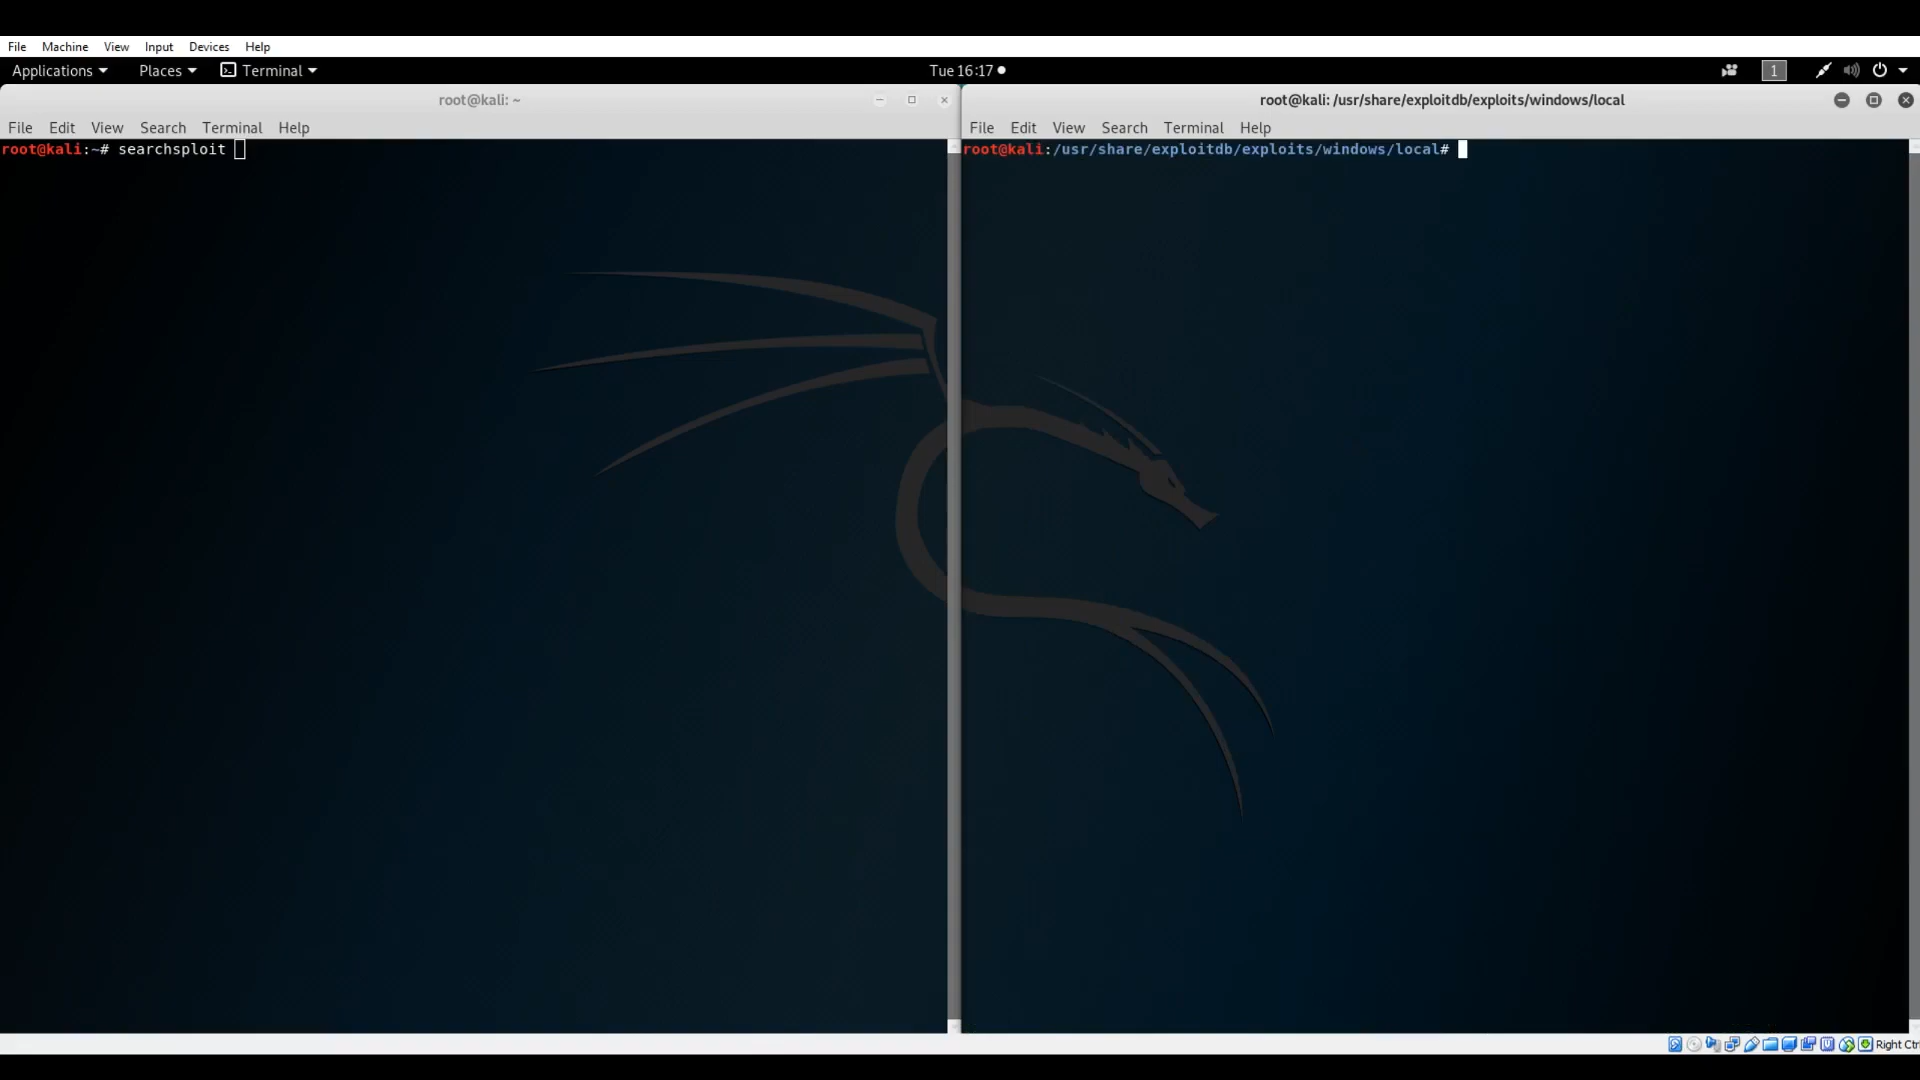 File Machine View Input Devices Help
Applications Places Terminal Tue 16:17 1
root@kali: ~
File Edit View Search Terminal Help
root@kali:~# searchsploit
root@kali: /usr/share/exploitdb/exploits/windows/local
File Edit View Search Terminal Help
root@kali:/usr/share/exploitdb/exploits/windows/local#
Right Ctrl